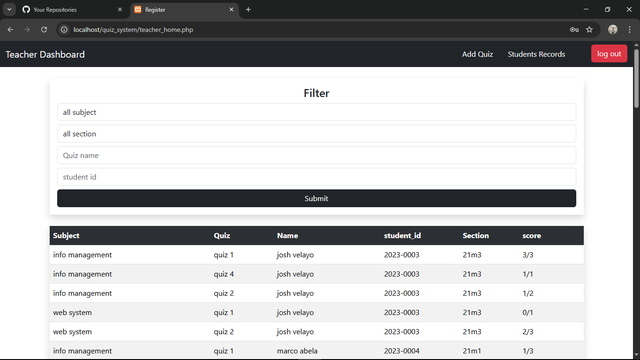 Your Repositories
Register
localhost/quiz_system/teacher_home.php
Teacher Dashboard
Add Quiz
Students Records
log out
Filter
all subject
all section
Quiz name
student id
Submit
Subject Quiz Name student_id Section score
info management quiz 1 josh velayo 2023-0003 21m3 3/3
info management quiz 4 josh velayo 2023-0003 21m3 1/1
info management quiz 2 josh velayo 2023-0003 21m3 1/2
web system quiz 1 josh velayo 2023-0003 21m3 0/1
web system quiz 2 josh velayo 2023-0003 21m3 2/3
info management quiz 1 marco abela 2023-0004 21m1 1/3